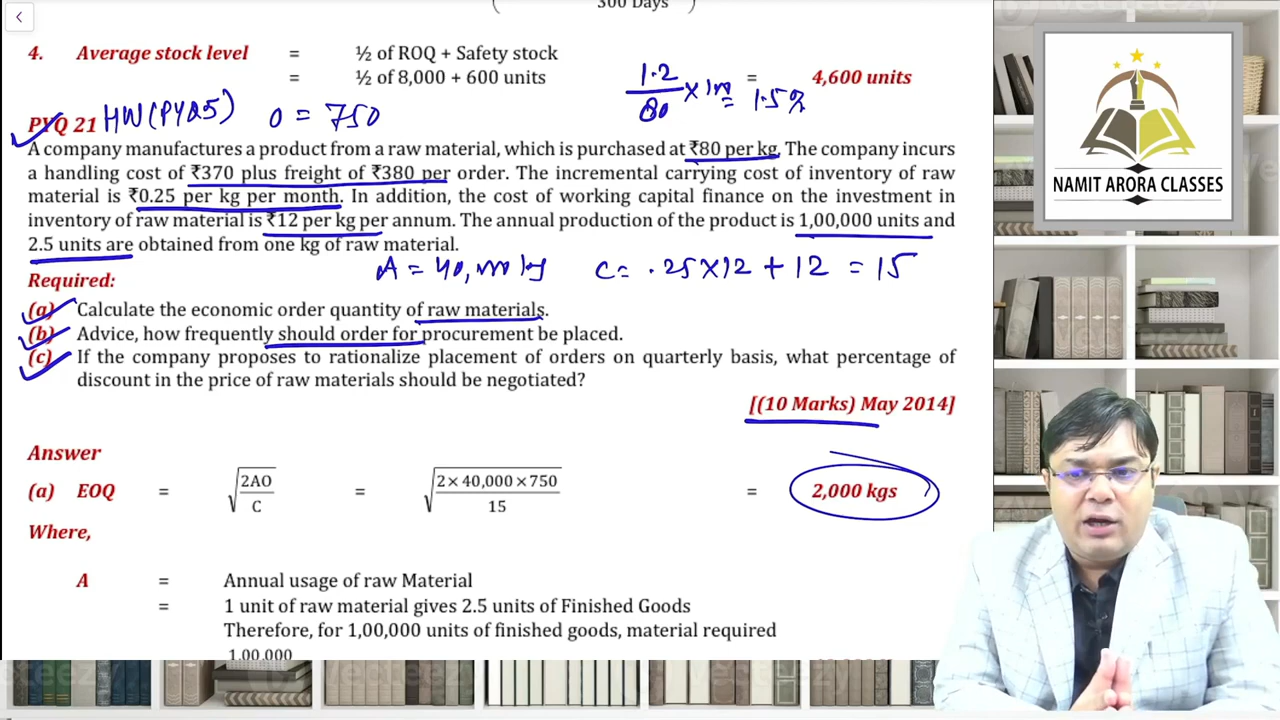 300 Days
4. Average stock level = ½ of ROQ + Safety stock
= ½ of 8,000 + 600 units = 4,600 units
1.2
80
× 100 = 1.5%
PYQ 21 HW (PYQ5) O = 750
A company manufactures a product from a raw material, which is purchased at ₹80 per kg. The company incurs
a handling cost of ₹370 plus freight of ₹380 per order. The incremental carrying cost of inventory of raw
material is ₹0.25 per kg per month. In addition, the cost of working capital finance on the investment in
inventory of raw material is ₹12 per kg per annum. The annual production of the product is 1,00,000 units and
2.5 units are obtained from one kg of raw material.
A = 40,000 kg C = .25×12 + 12 = 15
Required:
(a) Calculate the economic order quantity of raw materials.
(b) Advice, how frequently should order for procurement be placed.
(c) If the company proposes to rationalize placement of orders on quarterly basis, what percentage of
discount in the price of raw materials should be negotiated?
[(10 Marks) May 2014]
Answer
(a) EOQ = √2AO/C = √2 × 40,000 × 750/15 = 2,000 kgs
Where,
A = Annual usage of raw Material
= 1 unit of raw material gives 2.5 units of Finished Goods
Therefore, for 1,00,000 units of finished goods, material required
1,00,000
NAMIT ARORA CLASSES